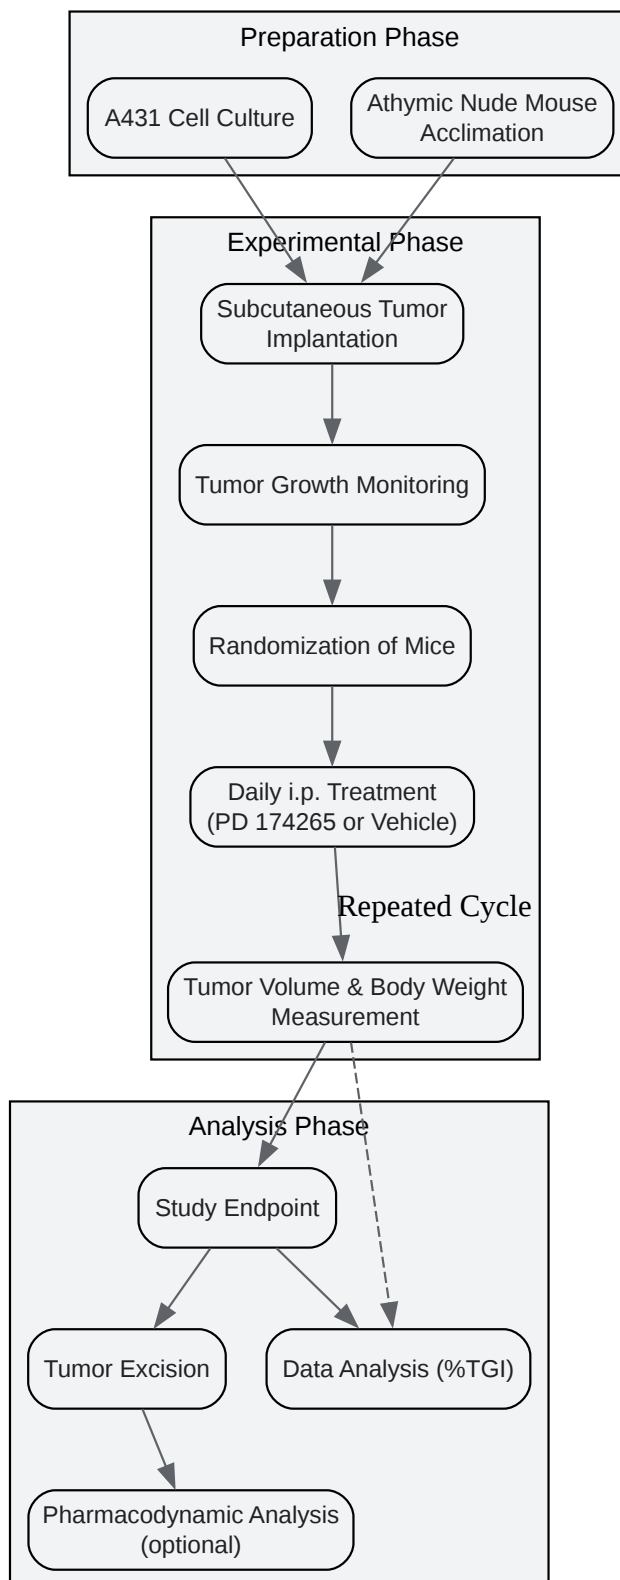 Preparation Phase
A431 Cell Culture
Athymic Nude Mouse
Acclimation
Experimental Phase
Subcutaneous Tumor
Implantation
Tumor Growth Monitoring
Randomization of Mice
Daily i.p. Treatment
(PD 174265 or Vehicle)
Repeated Cycle
Tumor Volume & Body Weight
Measurement
Analysis Phase
Study Endpoint
Tumor Excision
Data Analysis (%TGI)
Pharmacodynamic Analysis
(optional)